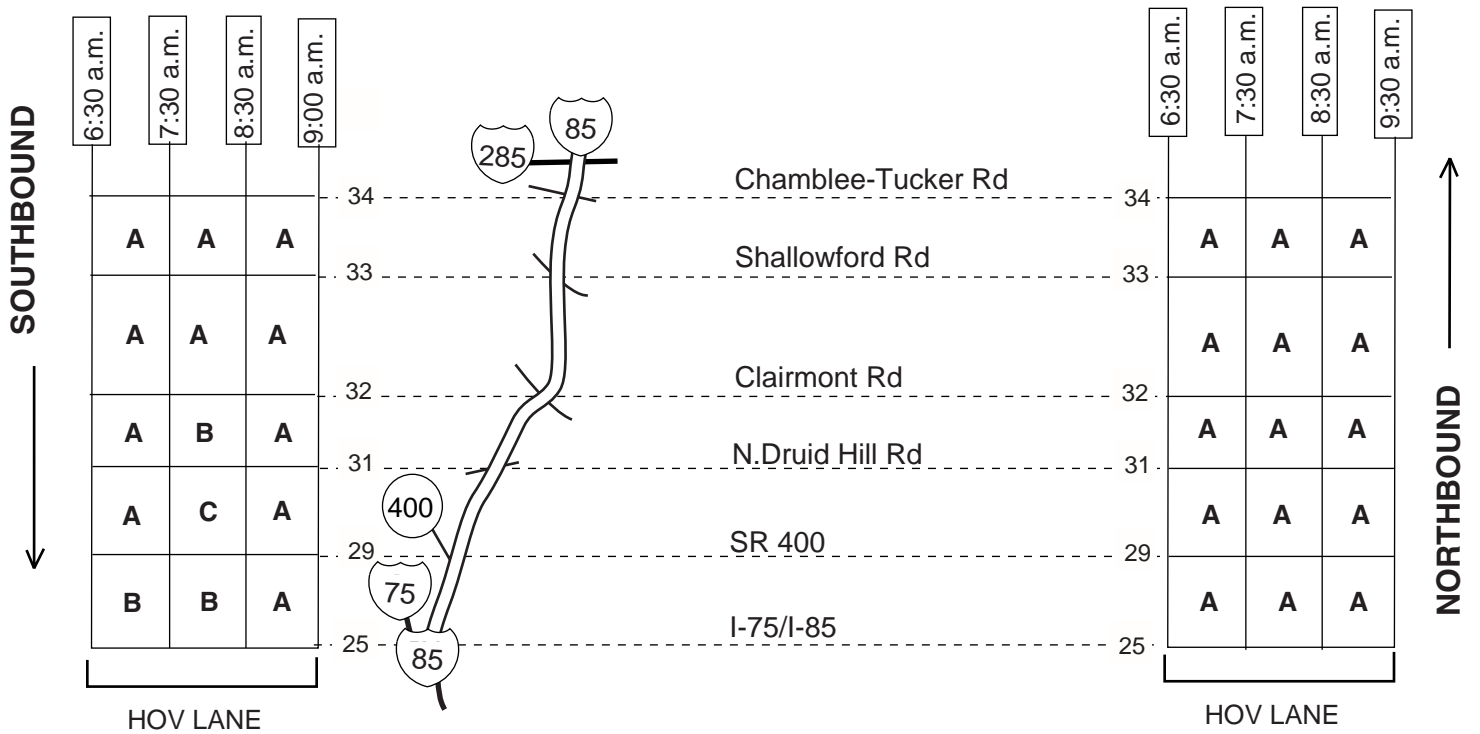 6:30 a.m. 7:30 a.m. 8:30 a.m. 9:00 a.m.
6:30 a.m. 7:30 a.m. 8:30 a.m. 9:30 a.m.
SOUTHBOUND
NORTHBOUND
85
285
34 Chamblee-Tucker Rd 34
A A A
A A A
33 Shallowford Rd 33
A A A
A A A
32 Clairmont Rd 32
A B A
A A A
31 N.Druid Hill Rd 31
400
A C A
A A A
29 SR 400 29
75
B B A
A A A
25 I-75/I-85 25
85
HOV LANE
HOV LANE